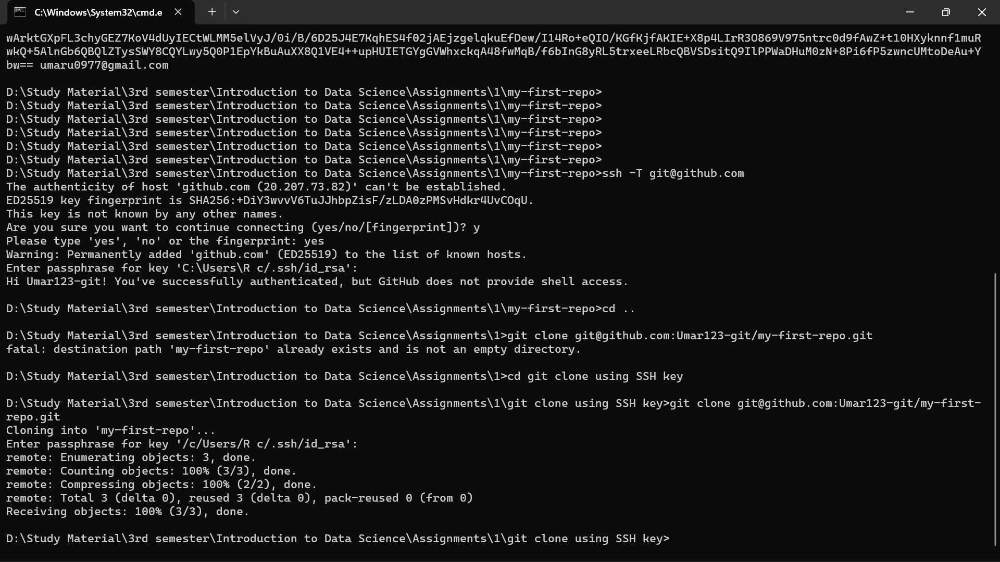 C:\Windows\System32\cmd.e
wArktGXpFL3chyGEZ7KoV4dUyIECtWLMM5elVyJ/0i/B/6D25J4E7KqhES4f02jAEjzgelqkuEfDew/I14Ro+eQIO/KGfKjfAKIE+X8p4LIrR3O869V975ntrc0d9fAwZ+t10HXyknnf1muR
wkQ+5AlnGb6QBQlZTysSWY8CQYLwy5Q0P1EpYkBuAuXX8Q1VE4++upHUIETGYgGVWhxckqA48fwMqB/f6bInG8yRL5trxeeLRbcQBVSDsitQ9IlPPWaDHuM0zN+8Pi6fP5zwncUMtoDeAu+Y
bw== umaru0977@gmail.com
D:\Study Material\3rd semester\Introduction to Data Science\Assignments\1\my-first-repo>
D:\Study Material\3rd semester\Introduction to Data Science\Assignments\1\my-first-repo>
D:\Study Material\3rd semester\Introduction to Data Science\Assignments\1\my-first-repo>
D:\Study Material\3rd semester\Introduction to Data Science\Assignments\1\my-first-repo>
D:\Study Material\3rd semester\Introduction to Data Science\Assignments\1\my-first-repo>
D:\Study Material\3rd semester\Introduction to Data Science\Assignments\1\my-first-repo>
D:\Study Material\3rd semester\Introduction to Data Science\Assignments\1\my-first-repo>ssh -T git@github.com
The authenticity of host 'github.com (20.207.73.82)' can't be established.
ED25519 key fingerprint is SHA256:+DiY3wvvV6TuJJhbpZisF/zLDA0zPMSvHdkr4UvCOqU.
This key is not known by any other names.
Are you sure you want to continue connecting (yes/no/[fingerprint])? y
Please type 'yes', 'no' or the fingerprint: yes
Warning: Permanently added 'github.com' (ED25519) to the list of known hosts.
Enter passphrase for key 'C:\Users\R c/.ssh/id_rsa':
Hi Umar123-git! You've successfully authenticated, but GitHub does not provide shell access.
D:\Study Material\3rd semester\Introduction to Data Science\Assignments\1\my-first-repo>cd ..
D:\Study Material\3rd semester\Introduction to Data Science\Assignments\1>git clone git@github.com:Umar123-git/my-first-repo.git
fatal: destination path 'my-first-repo' already exists and is not an empty directory.
D:\Study Material\3rd semester\Introduction to Data Science\Assignments\1>cd git clone using SSH key
D:\Study Material\3rd semester\Introduction to Data Science\Assignments\1\git clone using SSH key>git clone git@github.com:Umar123-git/my-first-
repo.git
Cloning into 'my-first-repo'...
Enter passphrase for key '/c/Users/R c/.ssh/id_rsa':
remote: Enumerating objects: 3, done.
remote: Counting objects: 100% (3/3), done.
remote: Compressing objects: 100% (2/2), done.
remote: Total 3 (delta 0), reused 3 (delta 0), pack-reused 0 (from 0)
Receiving objects: 100% (3/3), done.
D:\Study Material\3rd semester\Introduction to Data Science\Assignments\1\git clone using SSH key>